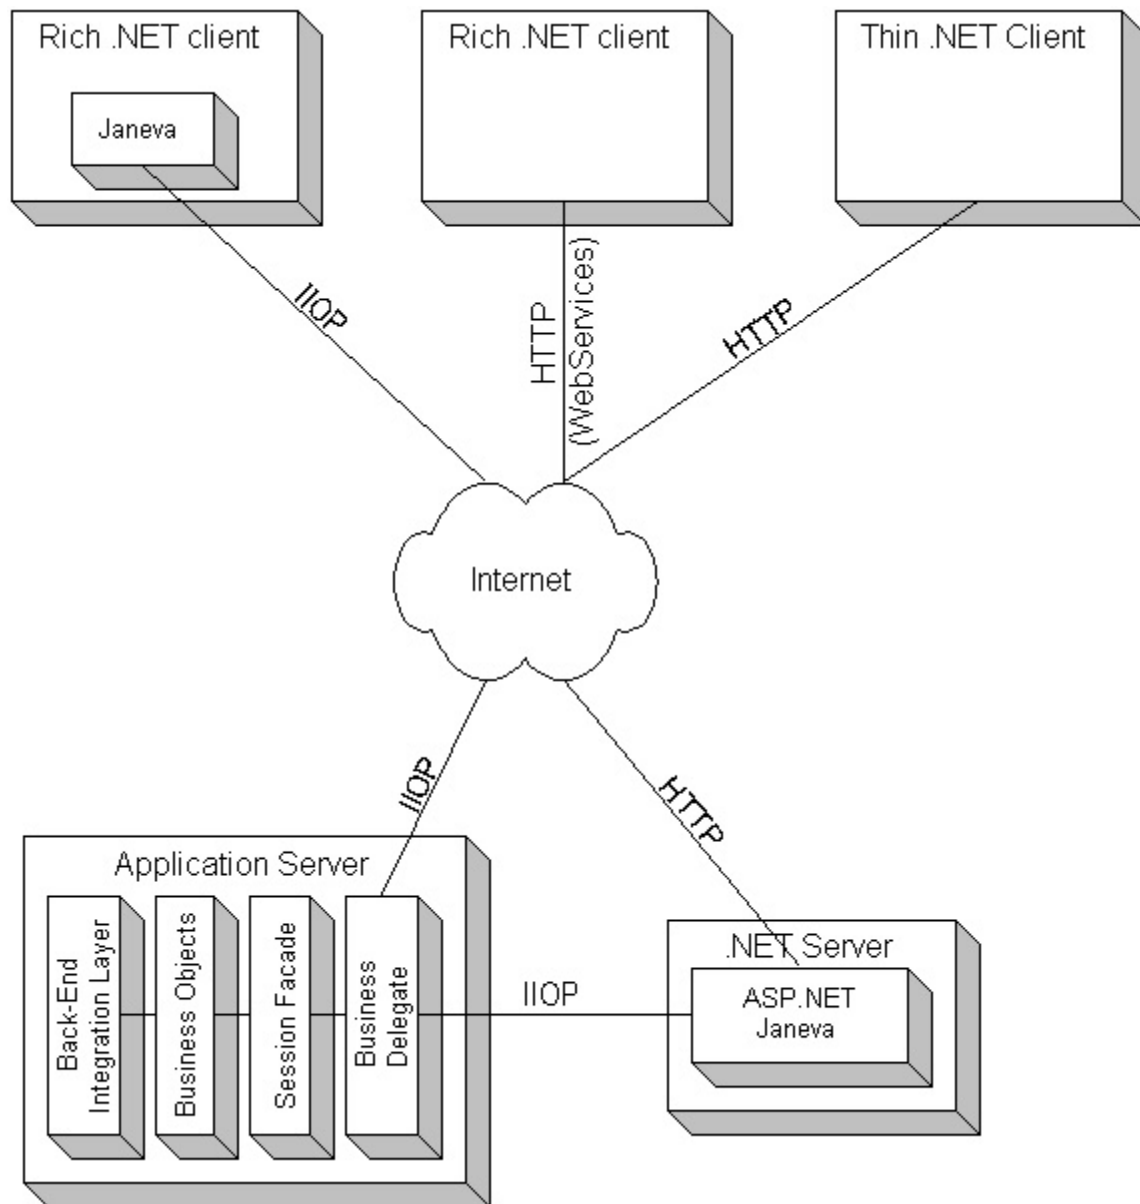 Rich .NET client
Janeva
Rich .NET client
Thin .NET Client
IIOP
HTTP
(WebServices)
HTTP
Internet
IIOP
HTTP
Application Server
Back-End
Integration Layer
Business Objects
Session Facade
Business
Delegate
IIOP
.NET Server
ASP.NET
Janeva